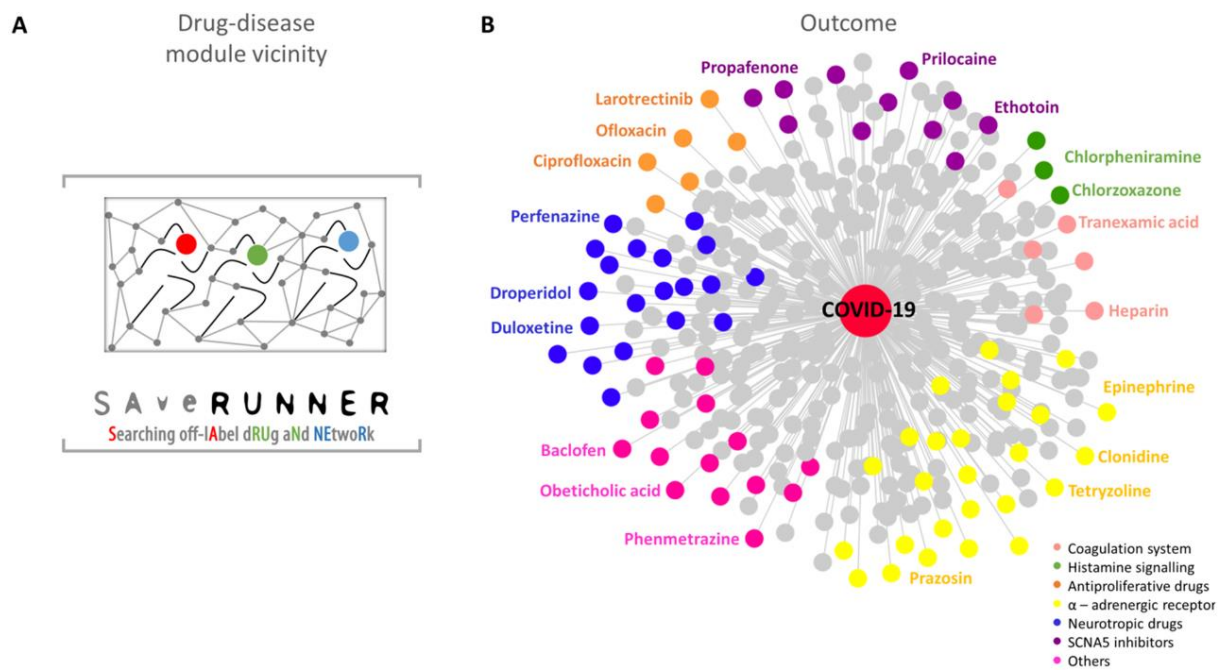 A
Drug-disease
module vicinity
SAveRUNNER
Searching off-lAbel dRUg aNd NEtwoRk
B
Outcome
Propafenone
Prilocaine
Larotrectinib
Ethotoin
Ofloxacin
Ciprofloxacin
Chlorpheniramine
Chlorzoxazone
Perfenazine
Tranexamic acid
Droperidol
COVID-19
Heparin
Duloxetine
Epinephrine
Baclofen
Clonidine
Obeticholic acid
Tetryzoline
Phenmetrazine
Prazosin
Coagulation system
Histamine signalling
Antiproliferative drugs
α – adrenergic receptor
Neurotropic drugs
SCNA5 inhibitors
Others